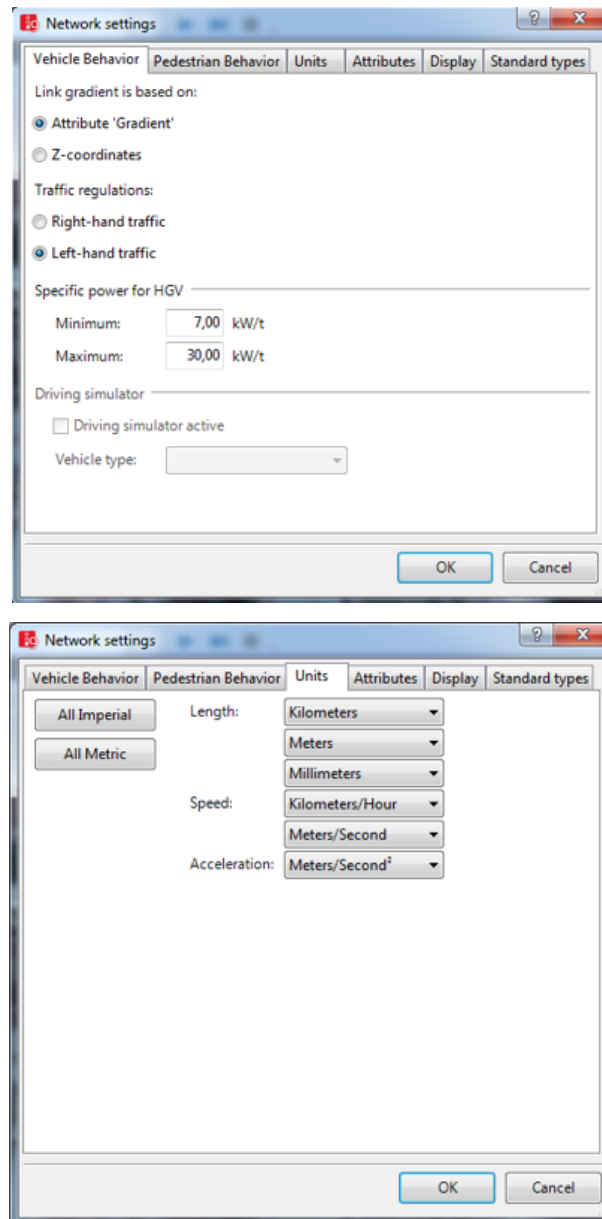 Network settings
Vehicle Behavior Pedestrian Behavior Units Attributes Display Standard types
Link gradient is based on:
Attribute 'Gradient'
Z-coordinates
Traffic regulations:
Right-hand traffic
Left-hand traffic
Specific power for HGV
Minimum: 7,00 kW/t
Maximum: 30,00 kW/t
Driving simulator
Driving simulator active
Vehicle type:
OK Cancel
Network settings
Vehicle Behavior Pedestrian Behavior Units Attributes Display Standard types
All Imperial Length: Kilometers
All Metric Meters
Millimeters
Speed: Kilometers/Hour
Meters/Second
Acceleration: Meters/Second²
OK Cancel